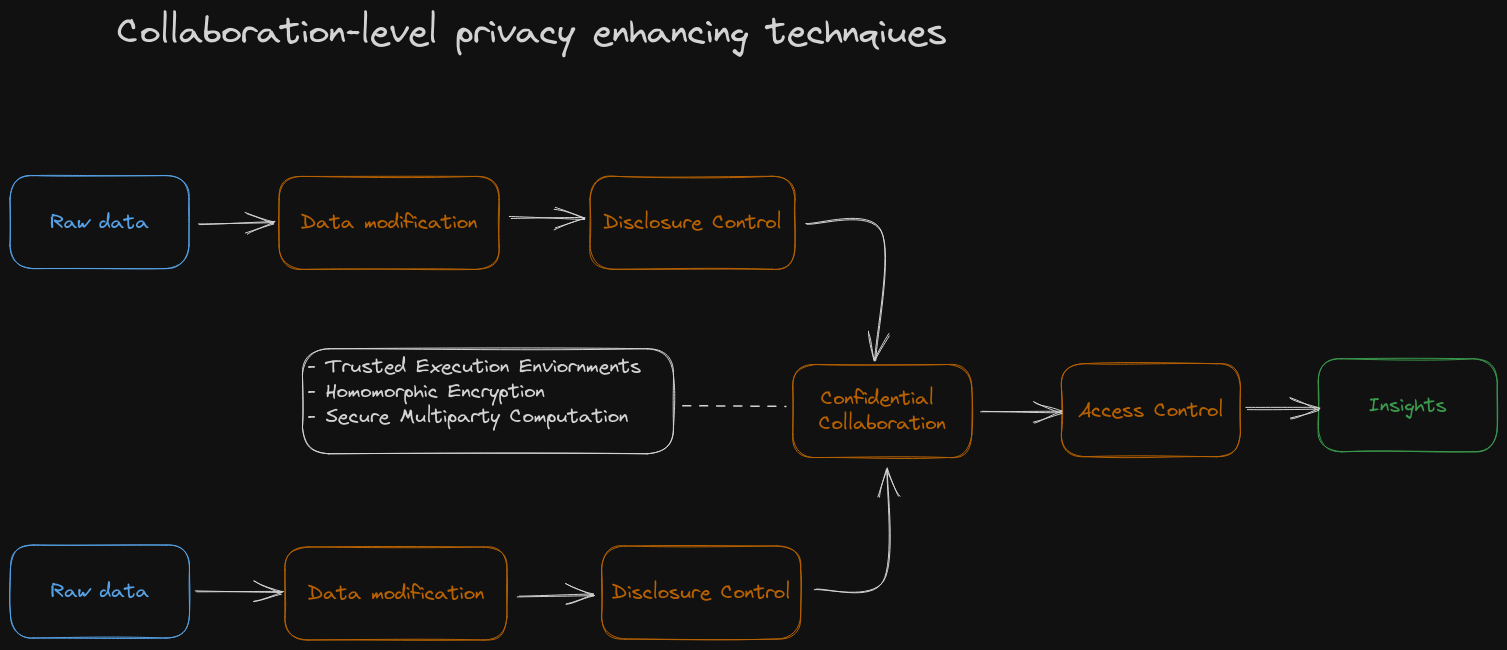 Collaboration-level privacy enhancing technqiues
Raw data
Data modification
Disclosure Control
- Trusted Execution Enviornments
- Homomorphic Encryption
- Secure Multiparty Computation
Confidential
Collaboration
Access Control
Insights
Raw data
Data modification
Disclosure Control